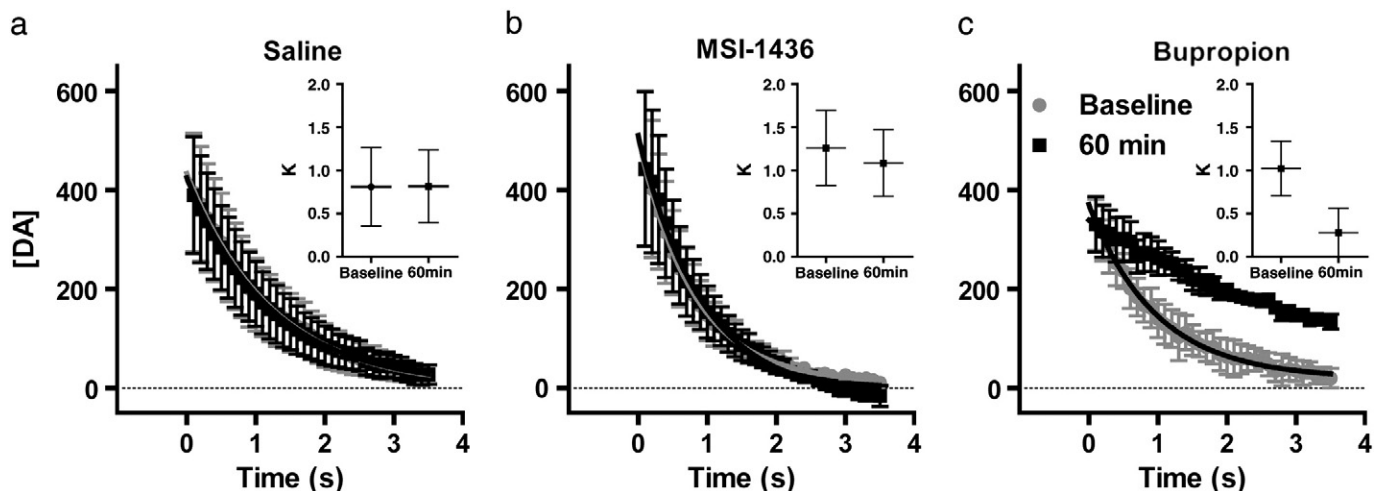 a
Saline
600
400
200
0
[DA]
0 1 2 3 4
Time (s)
2.0
1.5
1.0
0.5
0.0
K
Baseline 60min
b
MSI-1436
600
400
200
0
0 1 2 3 4
Time (s)
2.0
1.5
1.0
0.5
0.0
K
Baseline 60min
c
Bupropion
600
400
200
0
0 1 2 3 4
Time (s)
Baseline
60 min
2.0
1.5
1.0
0.5
0.0
K
Baseline 60min